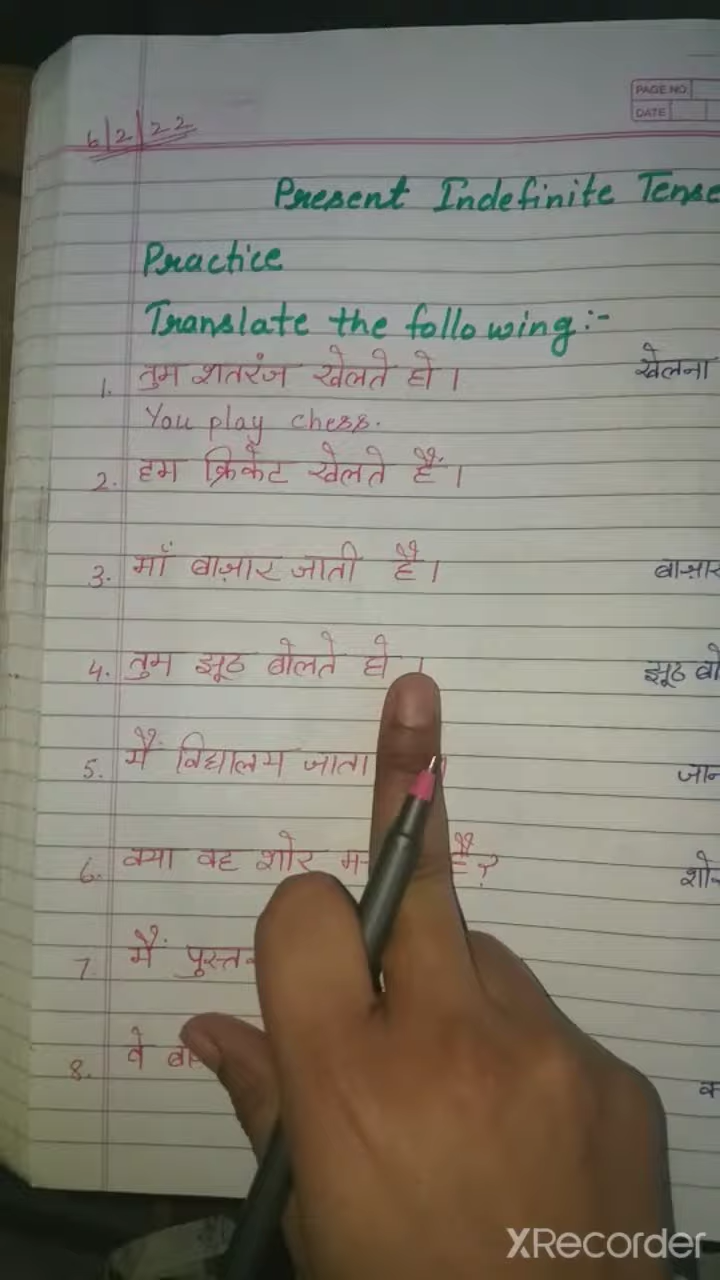 PAGE NO
DATE
6/2/22
Present Indefinite Tense
Practice
Translate the following:-
1. तुम शतरंज खेलते हो। खेलना
You play chess.
2. हम क्रिकेट खेलते हैं।
3. माँ बाज़ार जाती है। बाज़ार
4. तुम झूठ बोलते हो। झूठ
5. मैं विद्यालय जाता
6. क्या वह शोर है?
7. मैं
8. वे
XRecorder